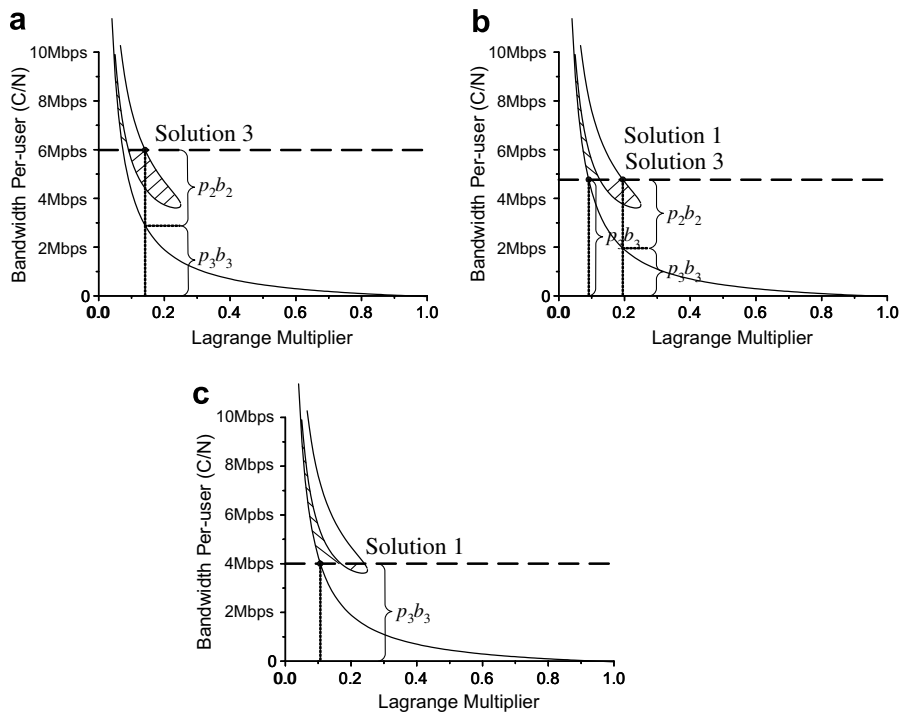 a
Bandwidth Per-user (C/N)
10Mbps
8Mbps
6Mpbs
4Mbps
2Mbps
0
Solution 3
p₂b₂
p₃b₃
0.0 0.2 0.4 0.6 0.8 1.0
Lagrange Multiplier
b
Bandwidth Per-user (C/N)
10Mbps
8Mbps
6Mpbs
4Mbps
2Mbps
0
Solution 1
Solution 3
p₂b₂
p₃b₃
p₃b₃
0.0 0.2 0.4 0.6 0.8 1.0
Lagrange Multiplier
c
Bandwidth Per-user (C/N)
10Mbps
8Mbps
6Mpbs
4Mbps
2Mbps
0
Solution 1
p₃b₃
0.0 0.2 0.4 0.6 0.8 1.0
Lagrange Multiplier